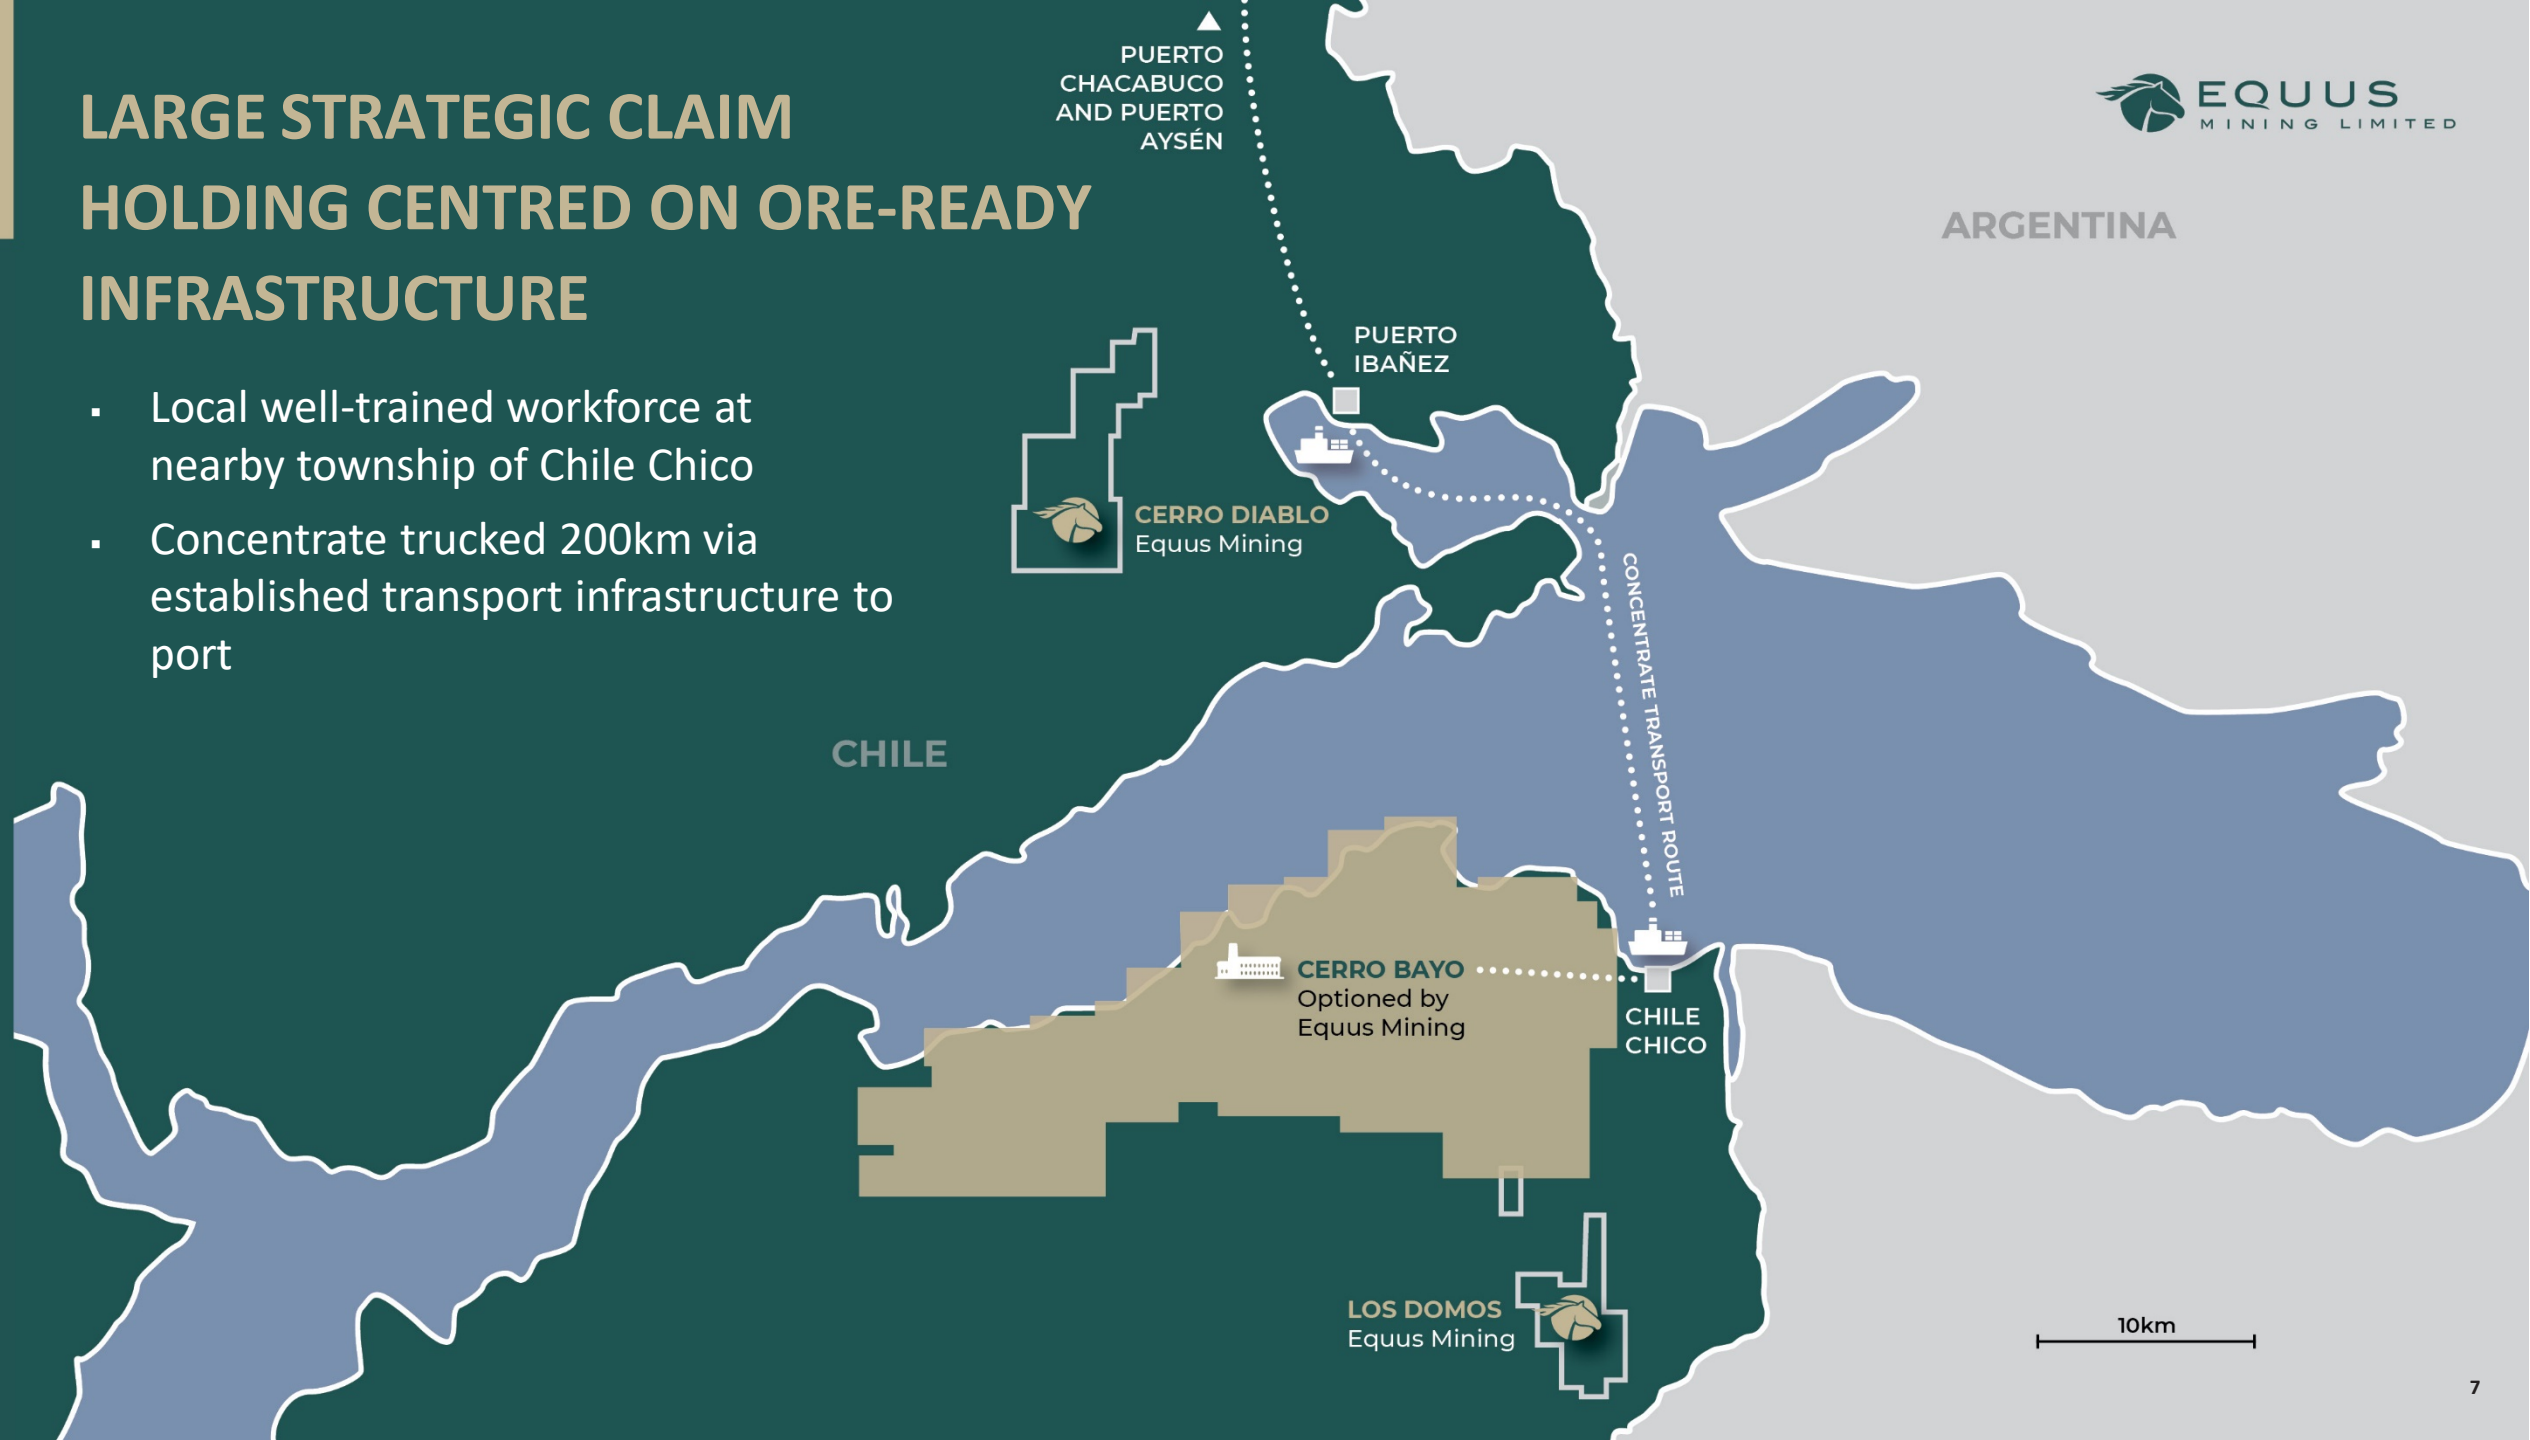 LARGE STRATEGIC CLAIM
HOLDING CENTRED ON ORE-READY
INFRASTRUCTURE
▪ Local well-trained workforce at
nearby township of Chile Chico
▪ Concentrate trucked 200km via
established transport infrastructure to
port
PUERTO
CHACABUCO
AND PUERTO
AYSÉN
EQUUS
MINING LIMITED
ARGENTINA
PUERTO
IBAÑEZ
CERRO DIABLO
Equus Mining
CONCENTRATE TRANSPORT ROUTE
CHILE
CERRO BAYO
Optioned by
Equus Mining
CHILE
CHICO
LOS DOMOS
Equus Mining
10km
7